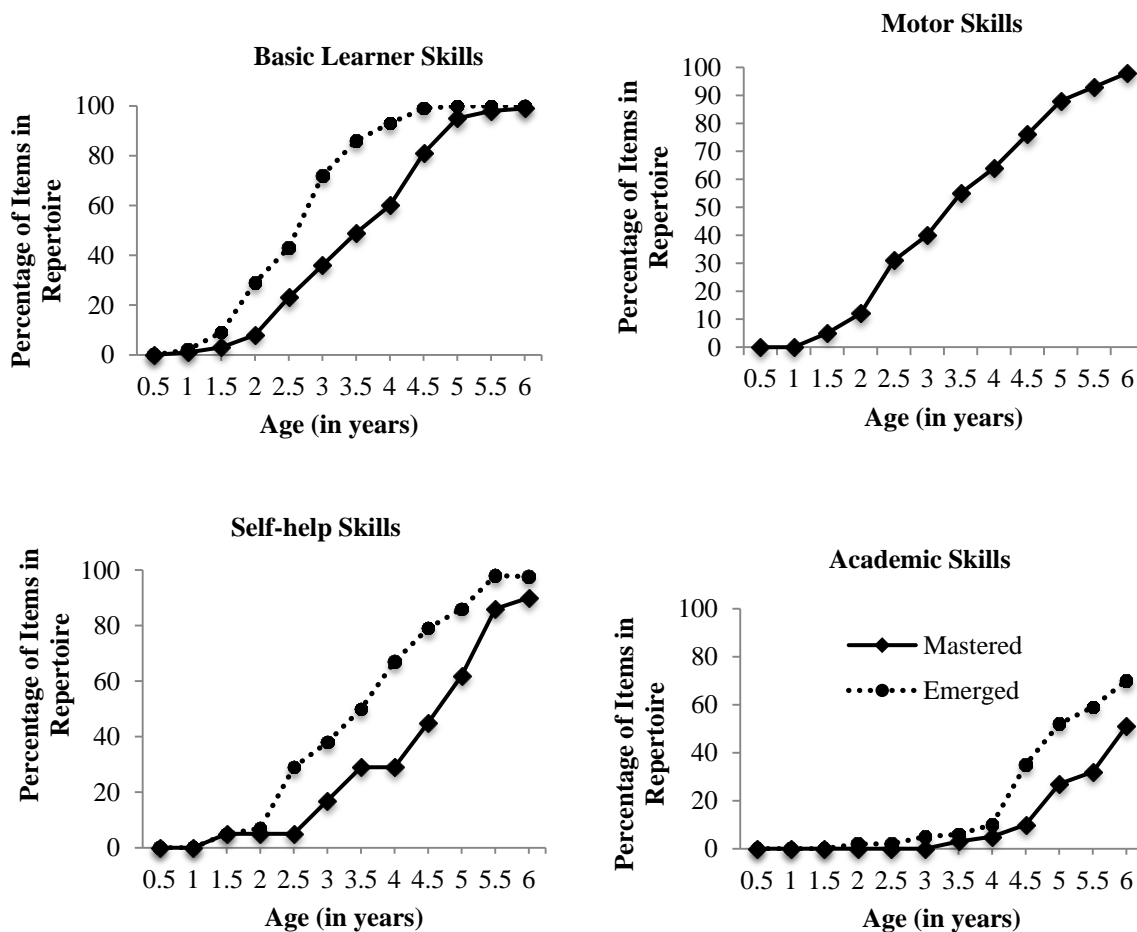 Basic Learner Skills
Percentage of Items in
Repertoire
100
80
60
40
20
0
0.5 1 1.5 2 2.5 3 3.5 4 4.5 5 5.5 6
Age (in years)
Motor Skills
Percentage of Items in
Repertoire
100
90
80
70
60
50
40
30
20
10
0
0.5 1 1.5 2 2.5 3 3.5 4 4.5 5 5.5 6
Age (in years)
Self-help Skills
Percentage of Items in
Repertoire
100
80
60
40
20
0
0.5 1 1.5 2 2.5 3 3.5 4 4.5 5 5.5 6
Age (in years)
Academic Skills
Percentage of Items in
Repertoire
100
80
60
40
20
0
Mastered
Emerged
0.5 1 1.5 2 2.5 3 3.5 4 4.5 5 5.5 6
Age (in years)